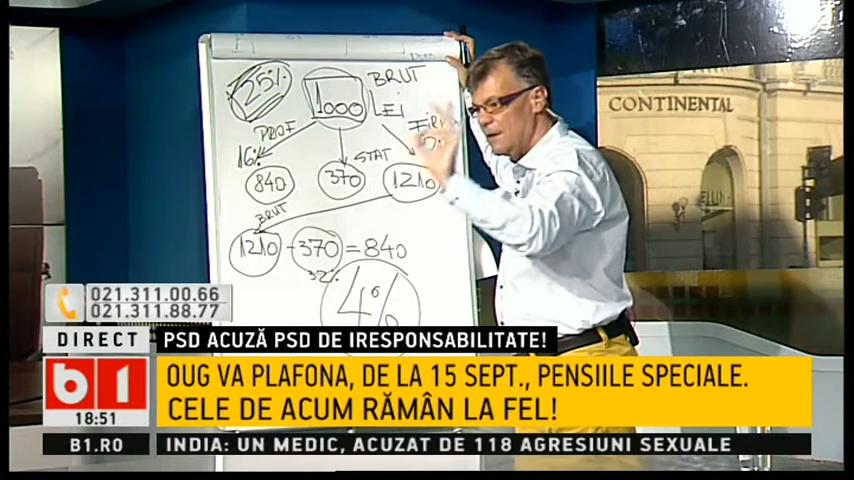 25%
BRUT
1000
LEI
PROF
FIRM
16%
STAT
840
370
1210
BRUT
1210 - 370 = 840
32%
4%
CONTINENTAL
021.311.00.66
021.311.88.77
DIRECT
PSD ACUZĂ PSD DE IRESPONSABILITATE!
OUG VA PLAFONA, DE LA 15 SEPT., PENSIILE SPECIALE.
CELE DE ACUM RĂMÂN LA FEL!
b1
18:51
B1.RO
INDIA: UN MEDIC, ACUZAT DE 118 AGRESIUNI SEXUALE